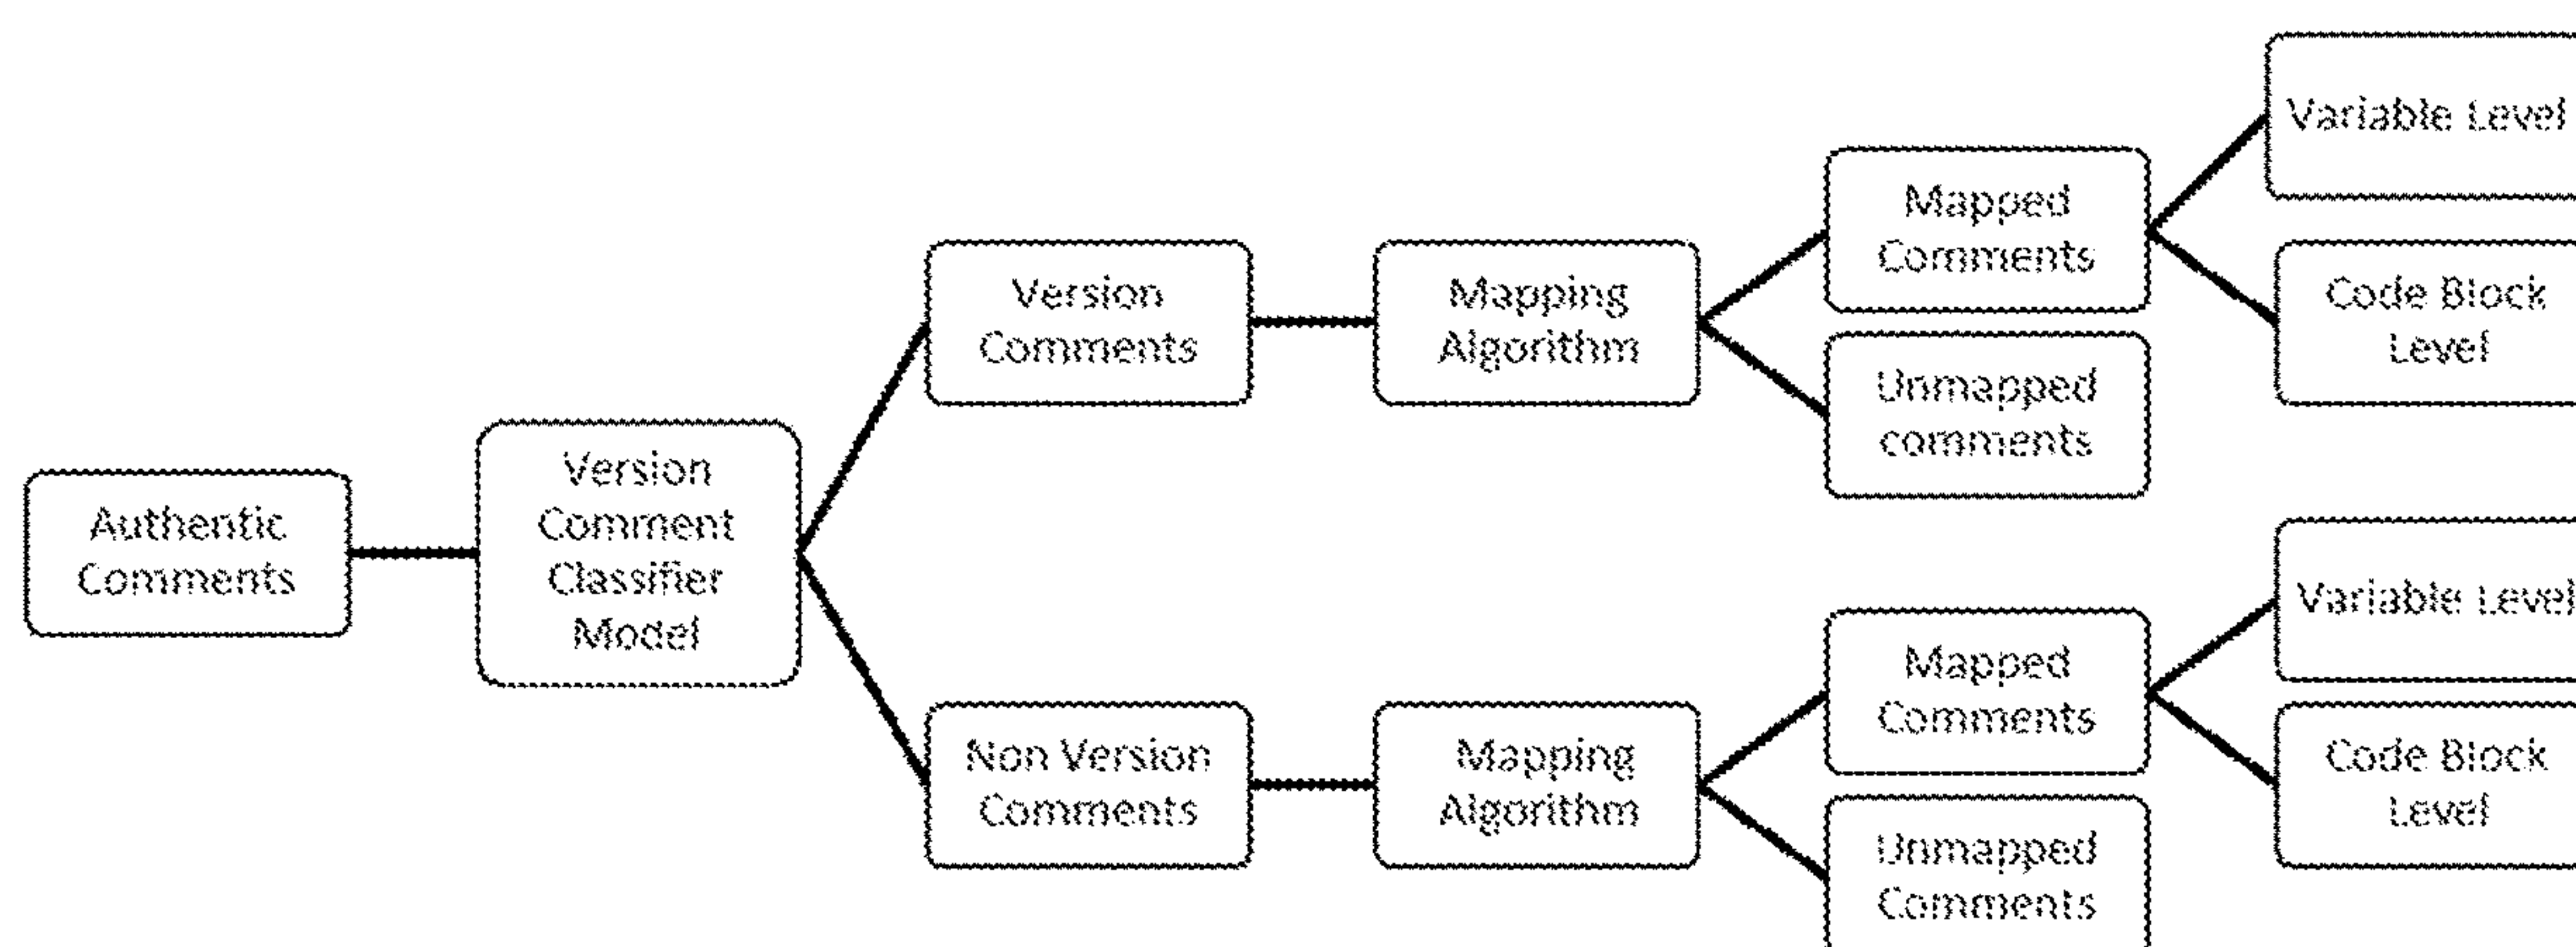 Authentic
Comments
Version
Comment
Classifier
Model
Version
Comments
Mapping
Algorithm
Mapped
Comments
Variable Level
Code Block
Level
Unmapped
comments
Non Version
Comments
Mapping
Algorithm
Mapped
Comments
Variable Level
Code Block
Level
Unmapped
Comments